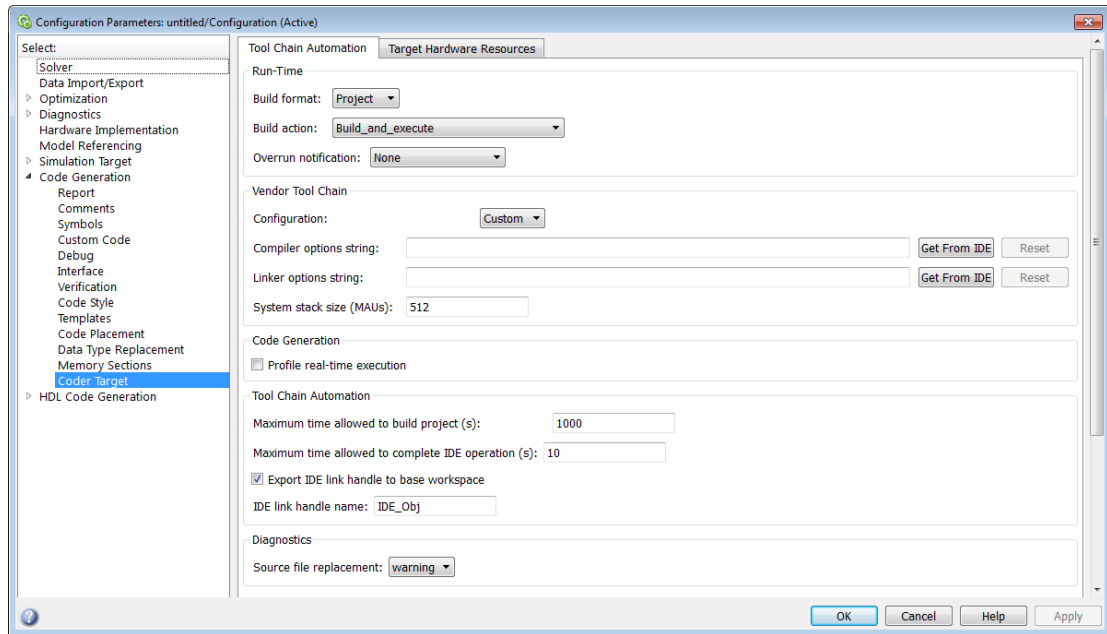 Configuration Parameters: untitled/Configuration (Active)
Select:
Solver
Data Import/Export
Optimization
Diagnostics
Hardware Implementation
Model Referencing
Simulation Target
Code Generation
Report
Comments
Symbols
Custom Code
Debug
Interface
Verification
Code Style
Templates
Code Placement
Data Type Replacement
Memory Sections
Coder Target
HDL Code Generation
Tool Chain Automation Target Hardware Resources
Run-Time
Build format: Project
Build action: Build_and_execute
Overrun notification: None
Vendor Tool Chain
Configuration: Custom
Compiler options string: Get From IDE Reset
Linker options string: Get From IDE Reset
System stack size (MAUs): 512
Code Generation
Profile real-time execution
Tool Chain Automation
Maximum time allowed to build project (s): 1000
Maximum time allowed to complete IDE operation (s): 10
Export IDE link handle to base workspace
IDE link handle name: IDE_Obj
Diagnostics
Source file replacement: warning
OK Cancel Help Apply